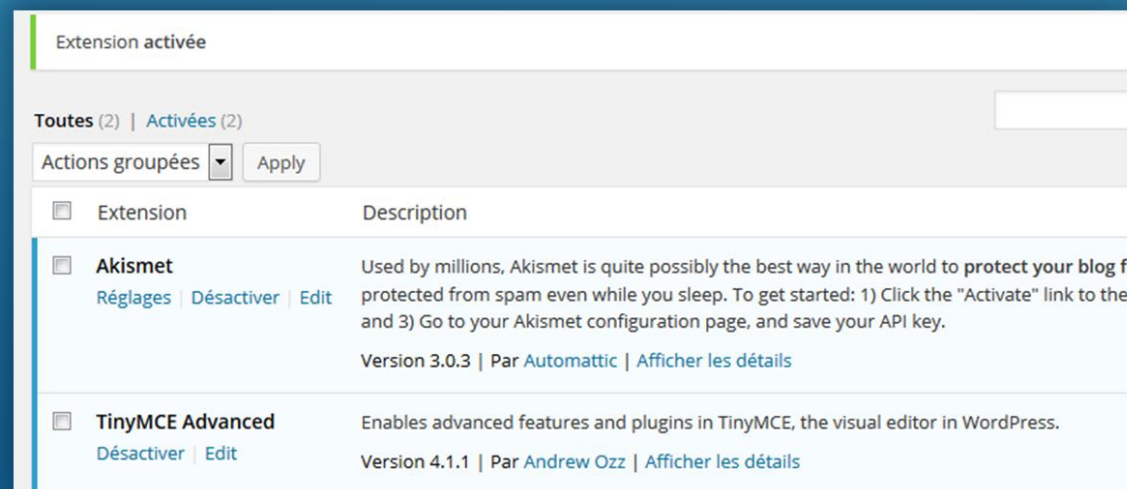 Extension activée
Toutes (2) | Activées (2)
Actions groupées Apply
Extension Description
Akismet
Réglages | Désactiver | Edit
Used by millions, Akismet is quite possibly the best way in the world to protect your blog f
protected from spam even while you sleep. To get started: 1) Click the "Activate" link to the
and 3) Go to your Akismet configuration page, and save your API key.
Version 3.0.3 | Par Automattic | Afficher les détails
TinyMCE Advanced
Désactiver | Edit
Enables advanced features and plugins in TinyMCE, the visual editor in WordPress.
Version 4.1.1 | Par Andrew Ozz | Afficher les détails